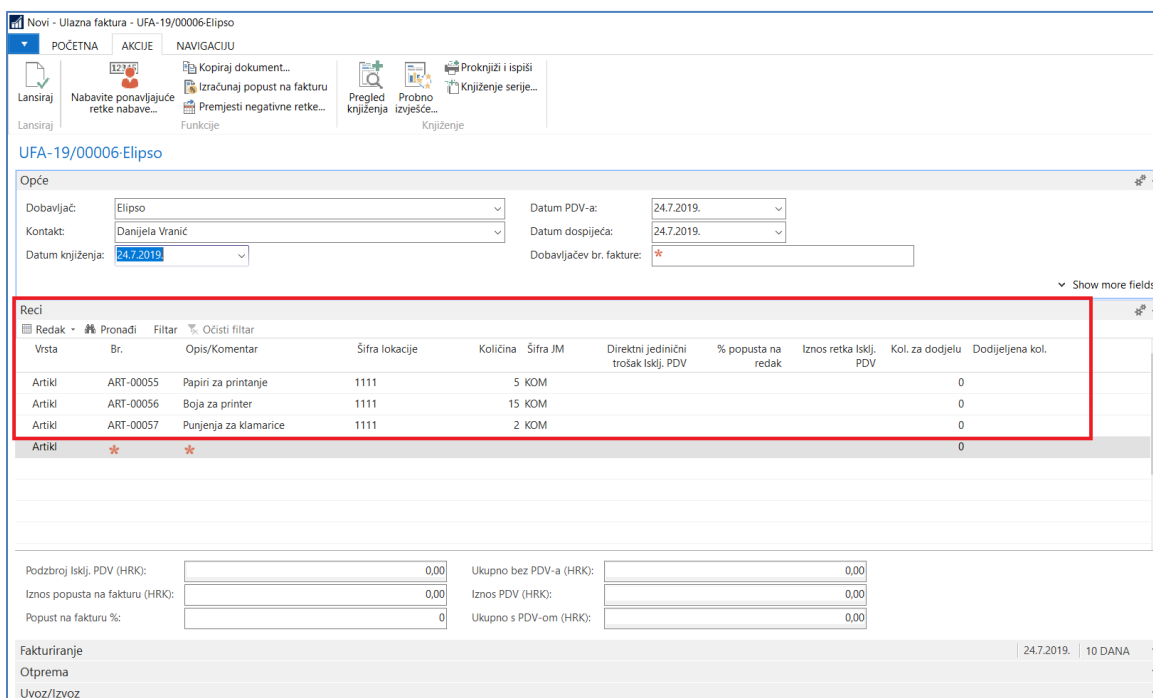 Novi - Ulazna faktura - UFA-19/00006·Elipso
POČETNA AKCIJE NAVIGACIJU
Lansiraj
12345
Nabavite ponavljajuće retke nabave...
Kopiraj dokument...
Izračunaj popust na fakturu
Premjesti negativne retke...
Pregled knjiženja
Probno izvješće...
Proknjiži i ispiši
Knjiženje serije...
Lansiraj Funkcije Knjiženje
UFA-19/00006·Elipso
Opće
Dobavljač: Elipso Datum PDV-a: 24.7.2019.
Kontakt: Danijela Vranić Datum dospijeća: 24.7.2019.
Datum knjiženja: 24.7.2019. Dobavljačev br. fakture: *
Show more fields
Reci
Redak Pronađi Filtar Očisti filtar
Vrsta Br. Opis/Komentar Šifra lokacije Količina Šifra JM Direktni jedinični trošak Isklj. PDV % popusta na redak Iznos retka Isklj. PDV Kol. za dodjelu Dodijeljena kol.
Artikl ART-00055 Papiri za printanje 1111 5 KOM 0
Artikl ART-00056 Boja za printer 1111 15 KOM 0
Artikl ART-00057 Punjenja za klamarice 1111 2 KOM 0
Artikl * * 0
Podzbroj Isklj. PDV (HRK): 0,00 Ukupno bez PDV-a (HRK): 0,00
Iznos popusta na fakturu (HRK): 0,00 Iznos PDV (HRK): 0,00
Popust na fakturu %: 0 Ukupno s PDV-om (HRK): 0,00
Fakturiranje 24.7.2019. 10 DANA
Otprema
Uvoz/Izvoz